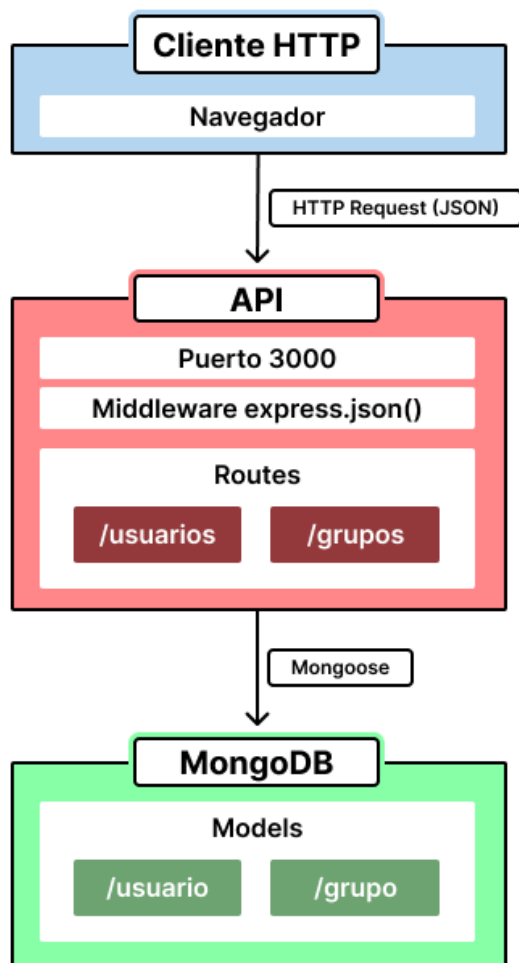 Cliente HTTP
Navegador
HTTP Request (JSON)
API
Puerto 3000
Middleware express.json()
Routes
/usuarios
/grupos
Mongoose
MongoDB
Models
/usuario
/grupo